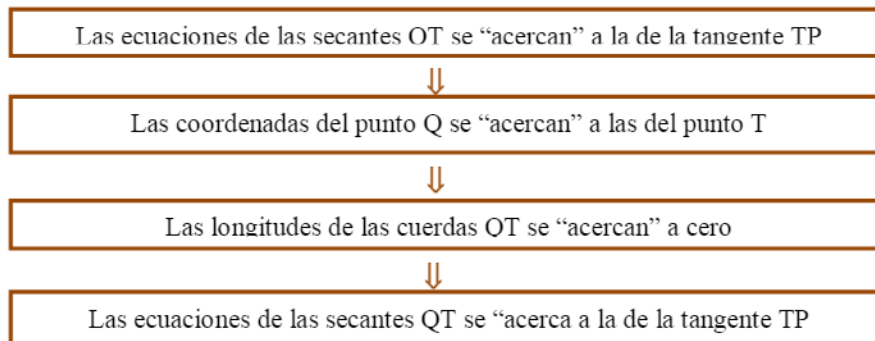 Las ecuaciones de las secantes QT se “acercan” a la de la tangente TP
⇓
Las coordenadas del punto Q se “acercan” a las del punto T
⇓
Las longitudes de las cuerdas QT se “acercan” a cero
⇓
Las ecuaciones de las secantes QT se “acerca a la de la tangente TP